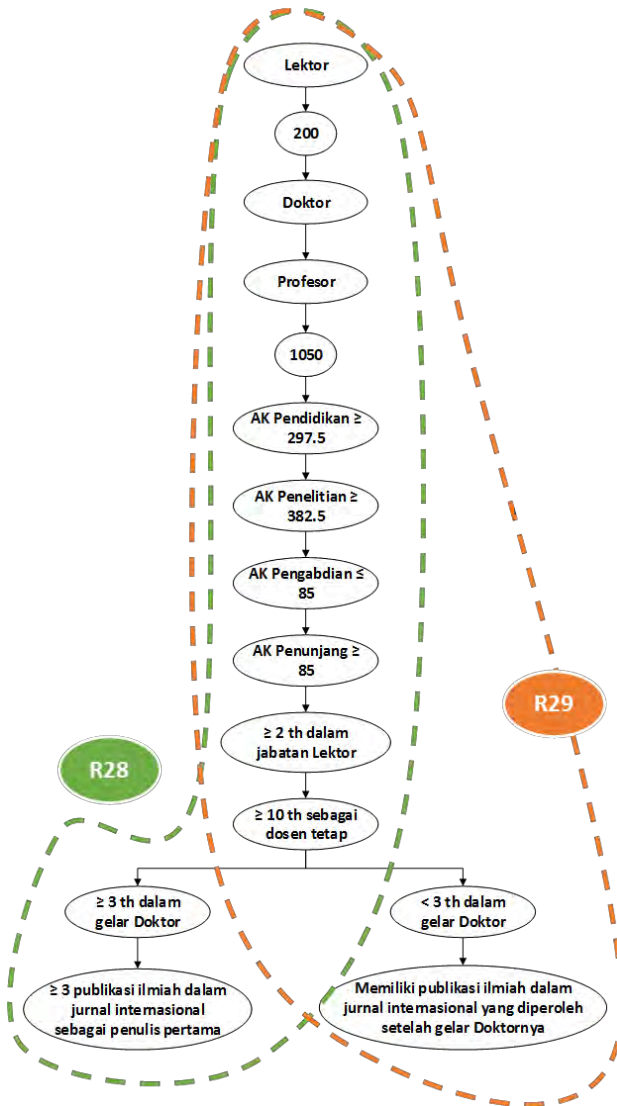 Lektor
200
Doktor
Profesor
1050
AK Pendidikan ≥
297.5
AK Penelitian ≥
382.5
AK Pengabdian ≤
85
AK Penunjang ≥
85
R29
≥ 2 th dalam
jabatan Lektor
R28
≥ 10 th sebagai
dosen tetap
≥ 3 th dalam
gelar Doktor
< 3 th dalam
gelar Doktor
≥ 3 publikasi ilmiah dalam
jurnal internasional
sebagai penulis pertama
Memiliki publikasi ilmiah dalam
jurnal internasional yang diperoleh
setelah gelar Doktornya